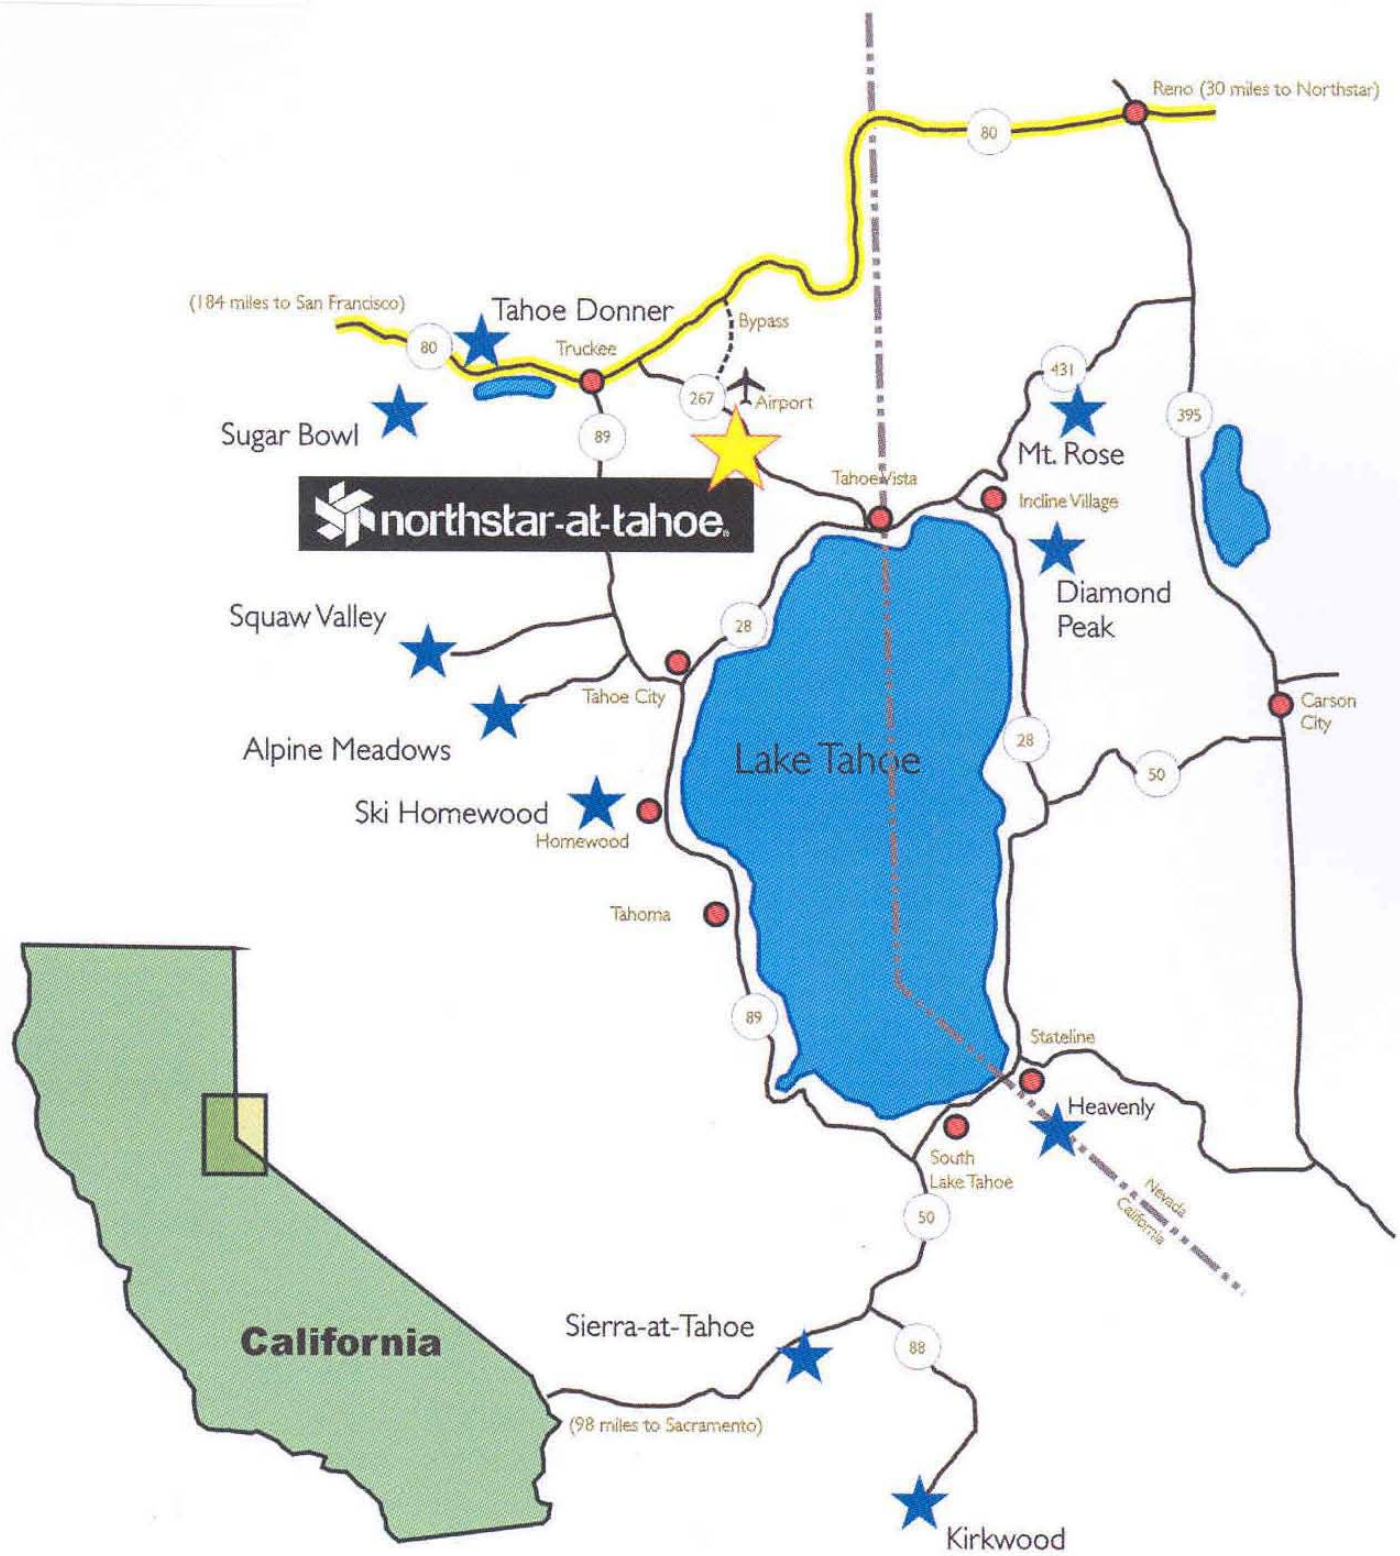 Reno (30 miles to Northstar)
80
(184 miles to San Francisco)
Tahoe Donner
Bypass
80
Truckee
431
267
Airport
395
Sugar Bowl
89
Mt. Rose
Tahoe Vista
Incline Village
northstar-at-tahoe®
Diamond
Peak
Squaw Valley
28
Tahoe City
Carson
City
Alpine Meadows
28
Lake Tahoe
50
Ski Homewood
Homewood
Tahoma
89
Stateline
Heavenly
South
Lake Tahoe
Nevada
California
50
Sierra-at-Tahoe
California
88
(98 miles to Sacramento)
Kirkwood